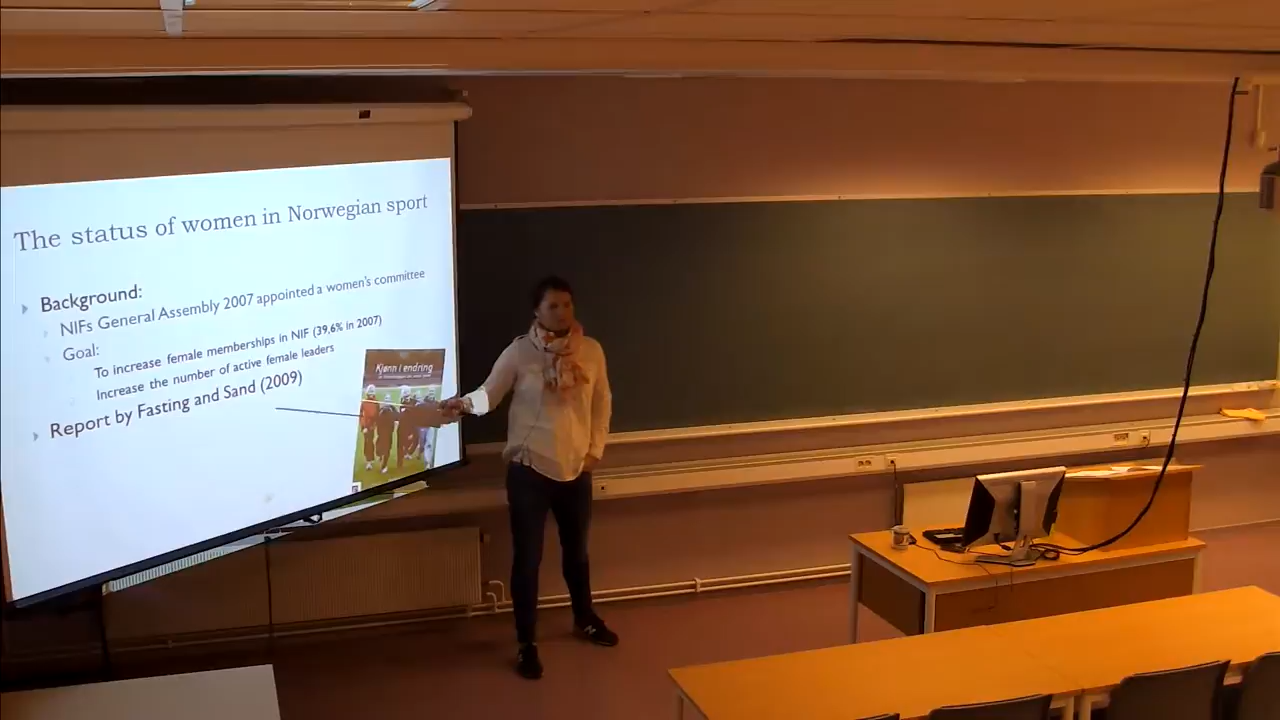 The status of women in Norwegian sport
Background:
NIFs General Assembly 2007 appointed a women's committee
Goal:
To increase female memberships in NIF (39,6% in 2007)
Increase the number of active female leaders
Report by Fasting and Sand (2009)
Kjønn i endring